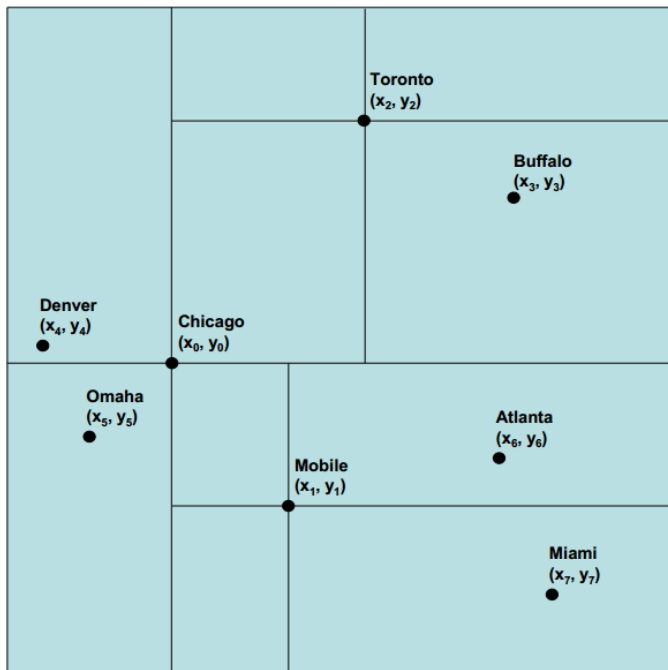 Toronto
(x₂, y₂)
Buffalo
(x₃, y₃)
Denver
(x₄, y₄)
Chicago
(x₀, y₀)
Omaha
(x₅, y₅)
Atlanta
(x₆, y₆)
Mobile
(x₁, y₁)
Miami
(x₇, y₇)